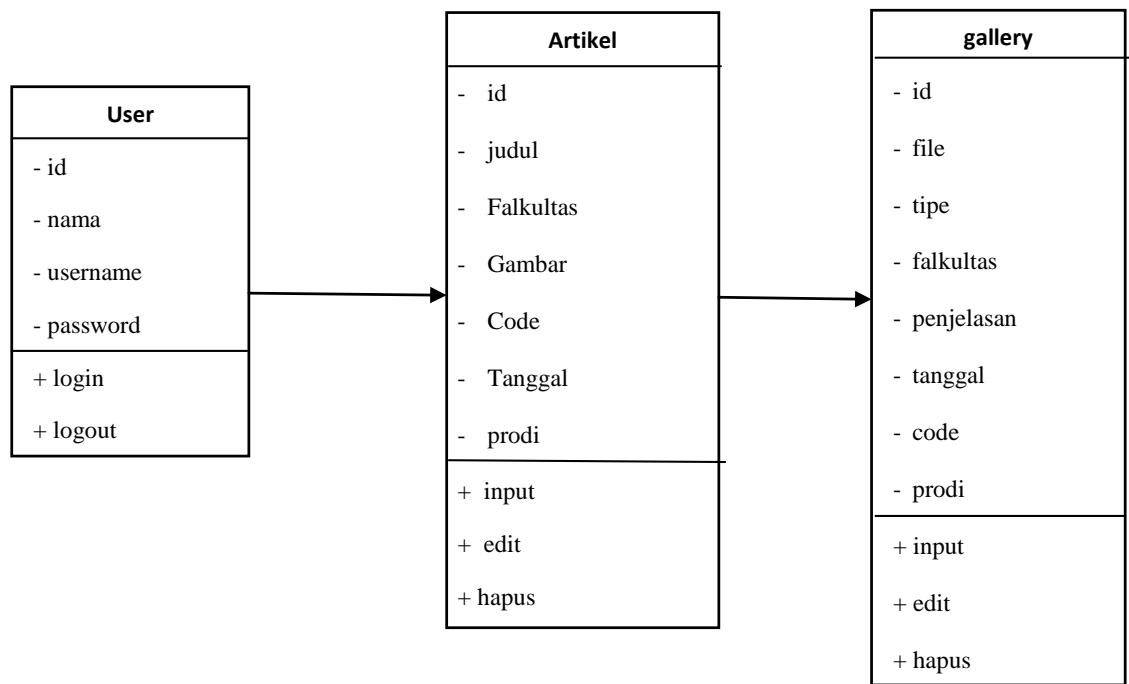 User
- id
- nama
- username
- password
+ login
+ logout
Artikel
- id
- judul
- Falkultas
- Gambar
- Code
- Tanggal
- prodi
+ input
+ edit
+ hapus
gallery
- id
- file
- tipe
- falkultas
- penjelasan
- tanggal
- code
- prodi
+ input
+ edit
+ hapus